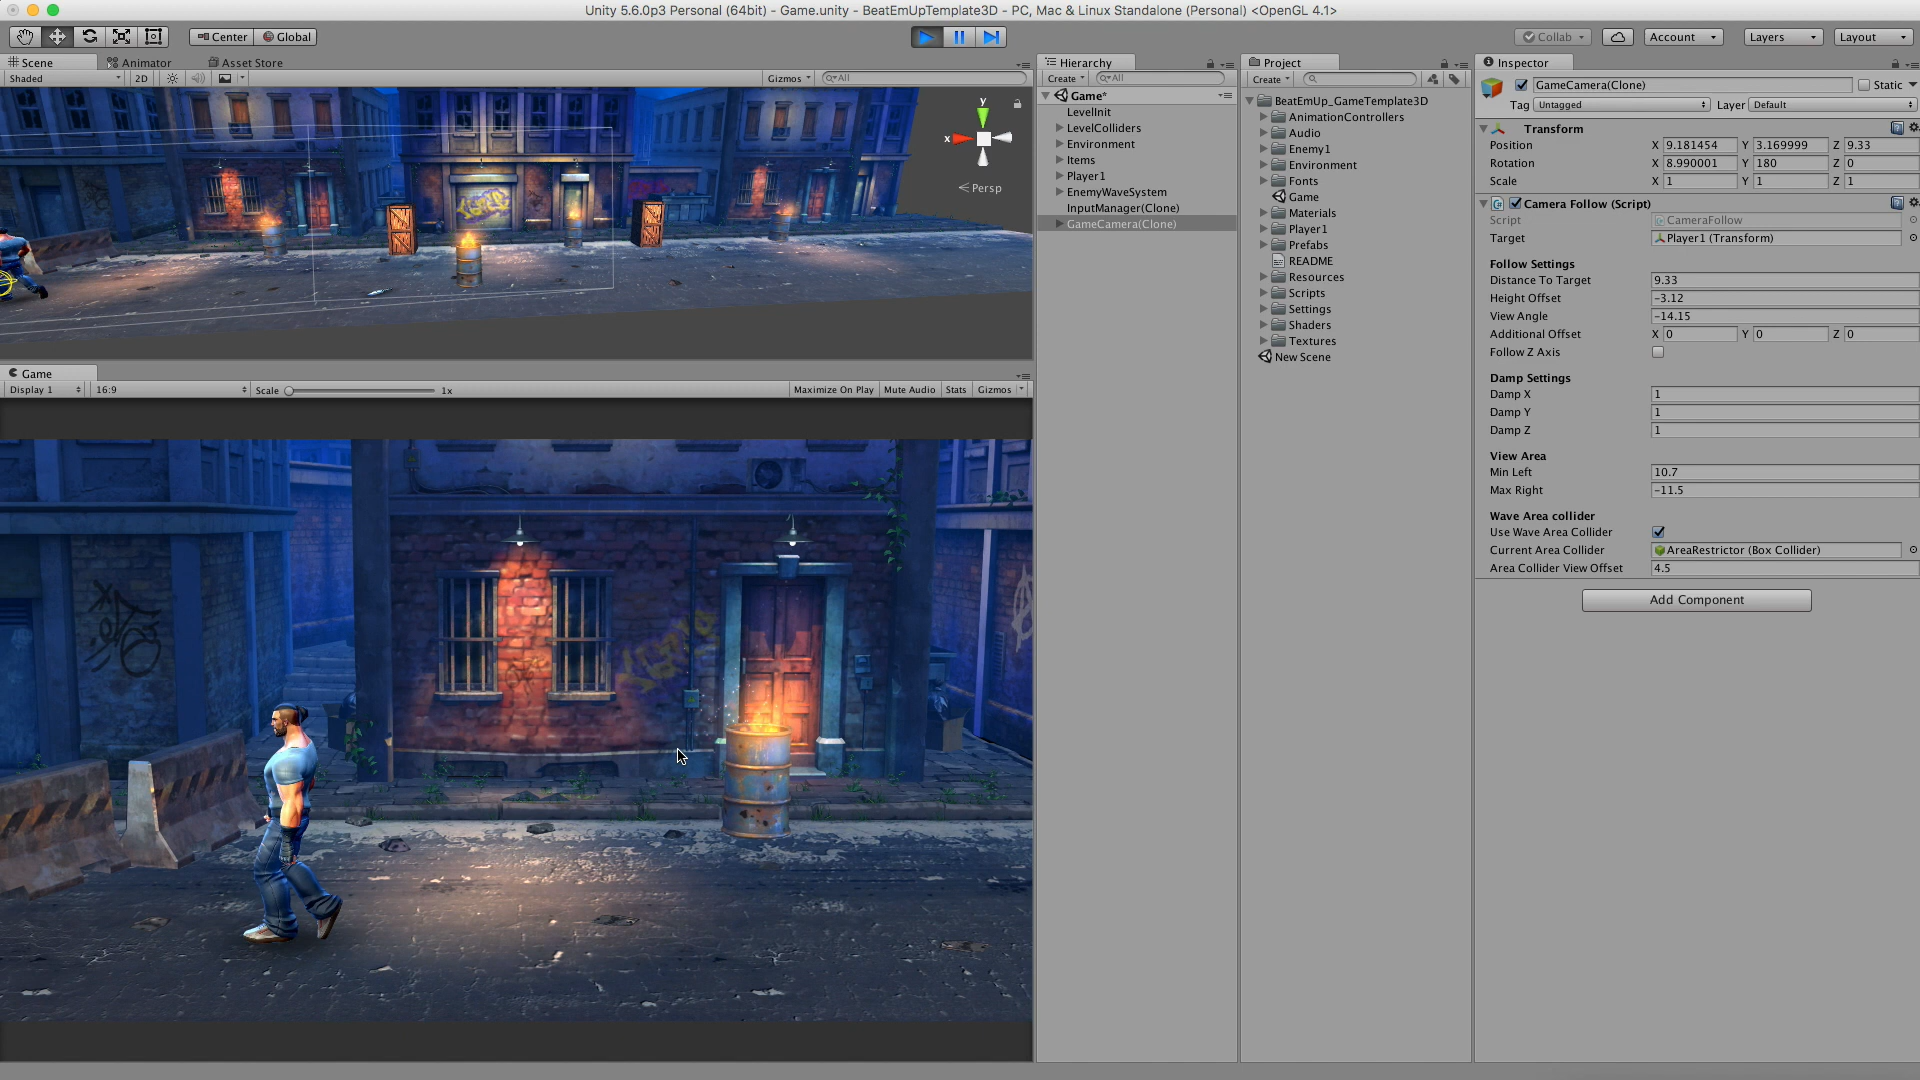 Unity 5.6.0p3 Personal (64bit) - Game.unity - BeatEmUpTemplate3D - PC, Mac & Linux Standalone (Personal) <OpenGL 4.1>
Center Global Collab Account Layers Layout
Scene Animator Asset Store
Shaded 2D Gizmos All
y
x
Persp
Game
Display 1 16:9 Scale 1x Maximize On Play Mute Audio Stats Gizmos
Hierarchy
Create All
Game*
LevelInit
LevelColliders
Environment
Items
Player1
EnemyWaveSystem
InputManager(Clone)
GameCamera(Clone)
Project
Create
BeatEmUp_GameTemplate3D
AnimationControllers
Audio
Enemy1
Environment
Fonts
Game
Materials
Player1
Prefabs
README
Resources
Scripts
Settings
Shaders
Textures
New Scene
Inspector
GameCamera(Clone) Static
Tag Untagged Layer Default
Transform
Position X 9.181454 Y 3.169999 Z 9.33
Rotation X 8.990001 Y 180 Z 0
Scale X 1 Y 1 Z 1
Camera Follow (Script)
Script CameraFollow
Target Player1 (Transform)
Follow Settings
Distance To Target 9.33
Height Offset -3.12
View Angle -14.15
Additional Offset X 0 Y 0 Z 0
Follow Z Axis
Damp Settings
Damp X 1
Damp Y 1
Damp Z 1
View Area
Min Left 10.7
Max Right -11.5
Wave Area collider
Use Wave Area Collider
Current Area Collider AreaRestrictor (Box Collider)
Area Collider View Offset 4.5
Add Component